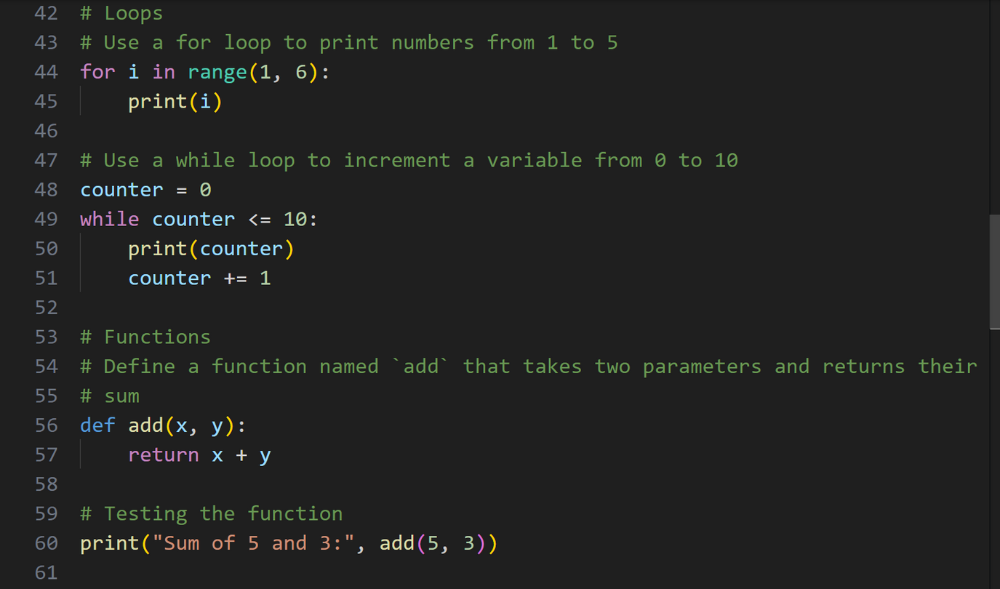 42 # Loops
43 # Use a for loop to print numbers from 1 to 5
44 for i in range(1, 6):
45     print(i)
46
47 # Use a while loop to increment a variable from 0 to 10
48 counter = 0
49 while counter <= 10:
50     print(counter)
51     counter += 1
52
53 # Functions
54 # Define a function named `add` that takes two parameters and returns their
55 # sum
56 def add(x, y):
57     return x + y
58
59 # Testing the function
60 print("Sum of 5 and 3:", add(5, 3))
61